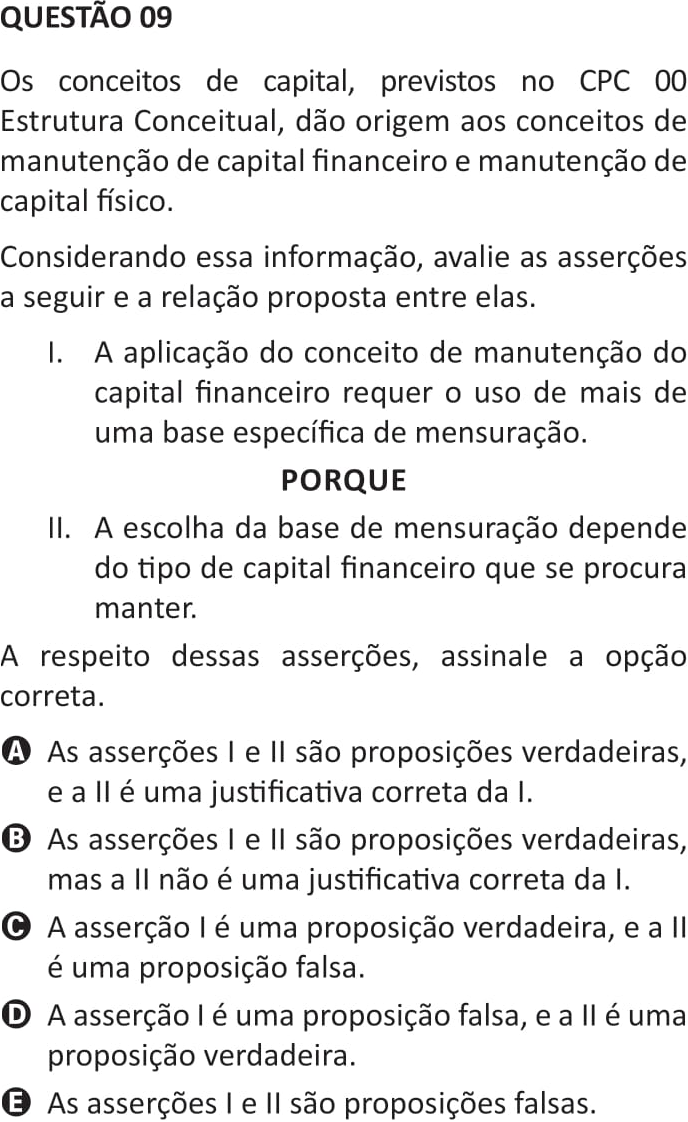 QUESTÃO 09
Os conceitos de capital, previstos no CPC 00
Estrutura Conceitual, dão origem aos conceitos de
manutenção de capital financeiro e manutenção de
capital físico.
Considerando essa informação, avalie as asserções
a seguir e a relação proposta entre elas.
I. A aplicação do conceito de manutenção do
capital financeiro requer o uso de mais de
uma base específica de mensuração.
PORQUE
II. A escolha da base de mensuração depende
do tipo de capital financeiro que se procura
manter.
A respeito dessas asserções, assinale a opção
correta.
A As asserções I e II são proposições verdadeiras,
e a II é uma justificativa correta da I.
B As asserções I e II são proposições verdadeiras,
mas a II não é uma justificativa correta da I.
C A asserção I é uma proposição verdadeira, e a II
é uma proposição falsa.
D A asserção I é uma proposição falsa, e a II é uma
proposição verdadeira.
E As asserções I e II são proposições falsas.